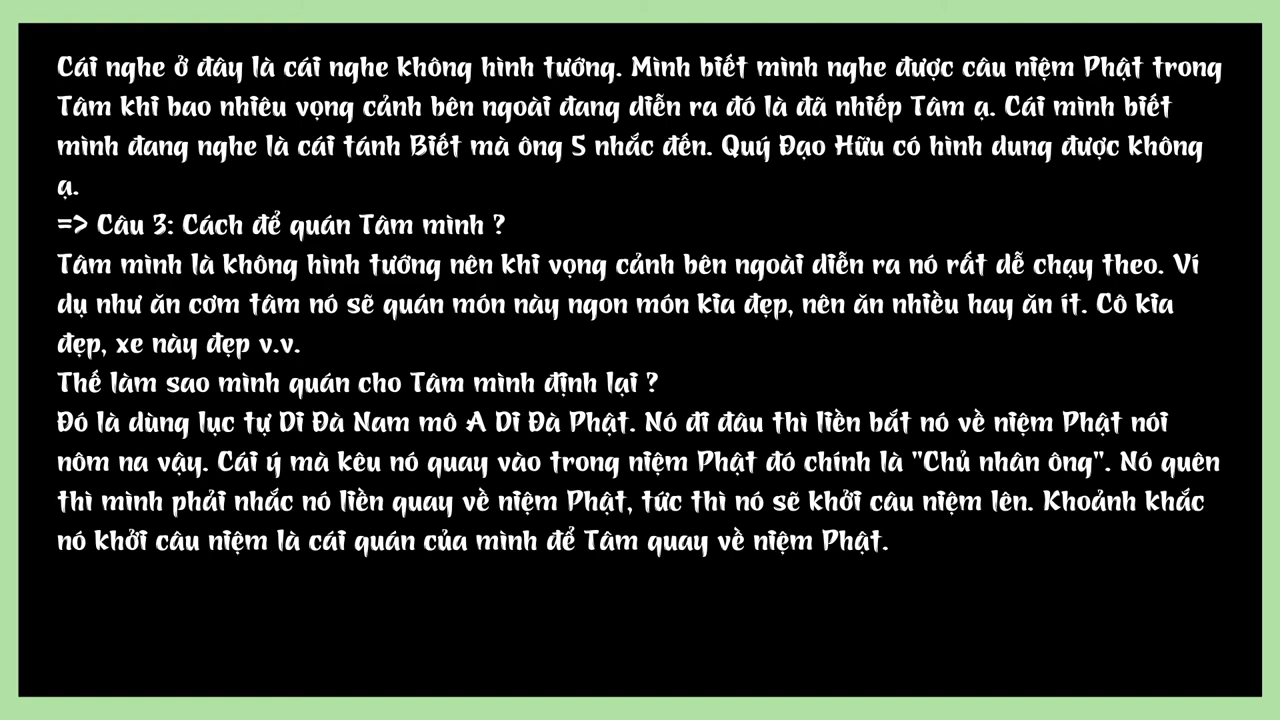 Cái nghe ở đây là cái nghe không hình tướng. Mình biết mình nghe được câu niệm Phật trong
Tâm khi bao nhiêu vọng cảnh bên ngoài đang diễn ra đó là đã nhiếp Tâm ạ. Cái mình biết
mình đang nghe là cái tánh Biết mà ông 5 nhắc đến. Quý Đạo Hữu có hình dung được không
ạ.
=> Câu 3: Cách để quán Tâm mình ?
Tâm mình là không hình tướng nên khi vọng cảnh bên ngoài diễn ra nó rất dễ chạy theo. Ví
dụ như ăn cơm tâm nó sẽ quán món này ngon món kia đẹp, nên ăn nhiều hay ăn ít. Cô kia
đẹp, xe này đẹp v.v.
Thế làm sao mình quán cho Tâm mình định lại ?
Đó là dùng lục tự Di Đà Nam mô A Di Đà Phật. Nó đi đâu thì liền bắt nó về niệm Phật nói
nôm na vậy. Cái ý mà kêu nó quay vào trong niệm Phật đó chính là "Chủ nhân ông". Nó quên
thì mình phải nhắc nó liền quay về niệm Phật, tức thì nó sẽ khởi câu niệm lên. Khoảnh khắc
nó khởi câu niệm là cái quán của mình để Tâm quay về niệm Phật.